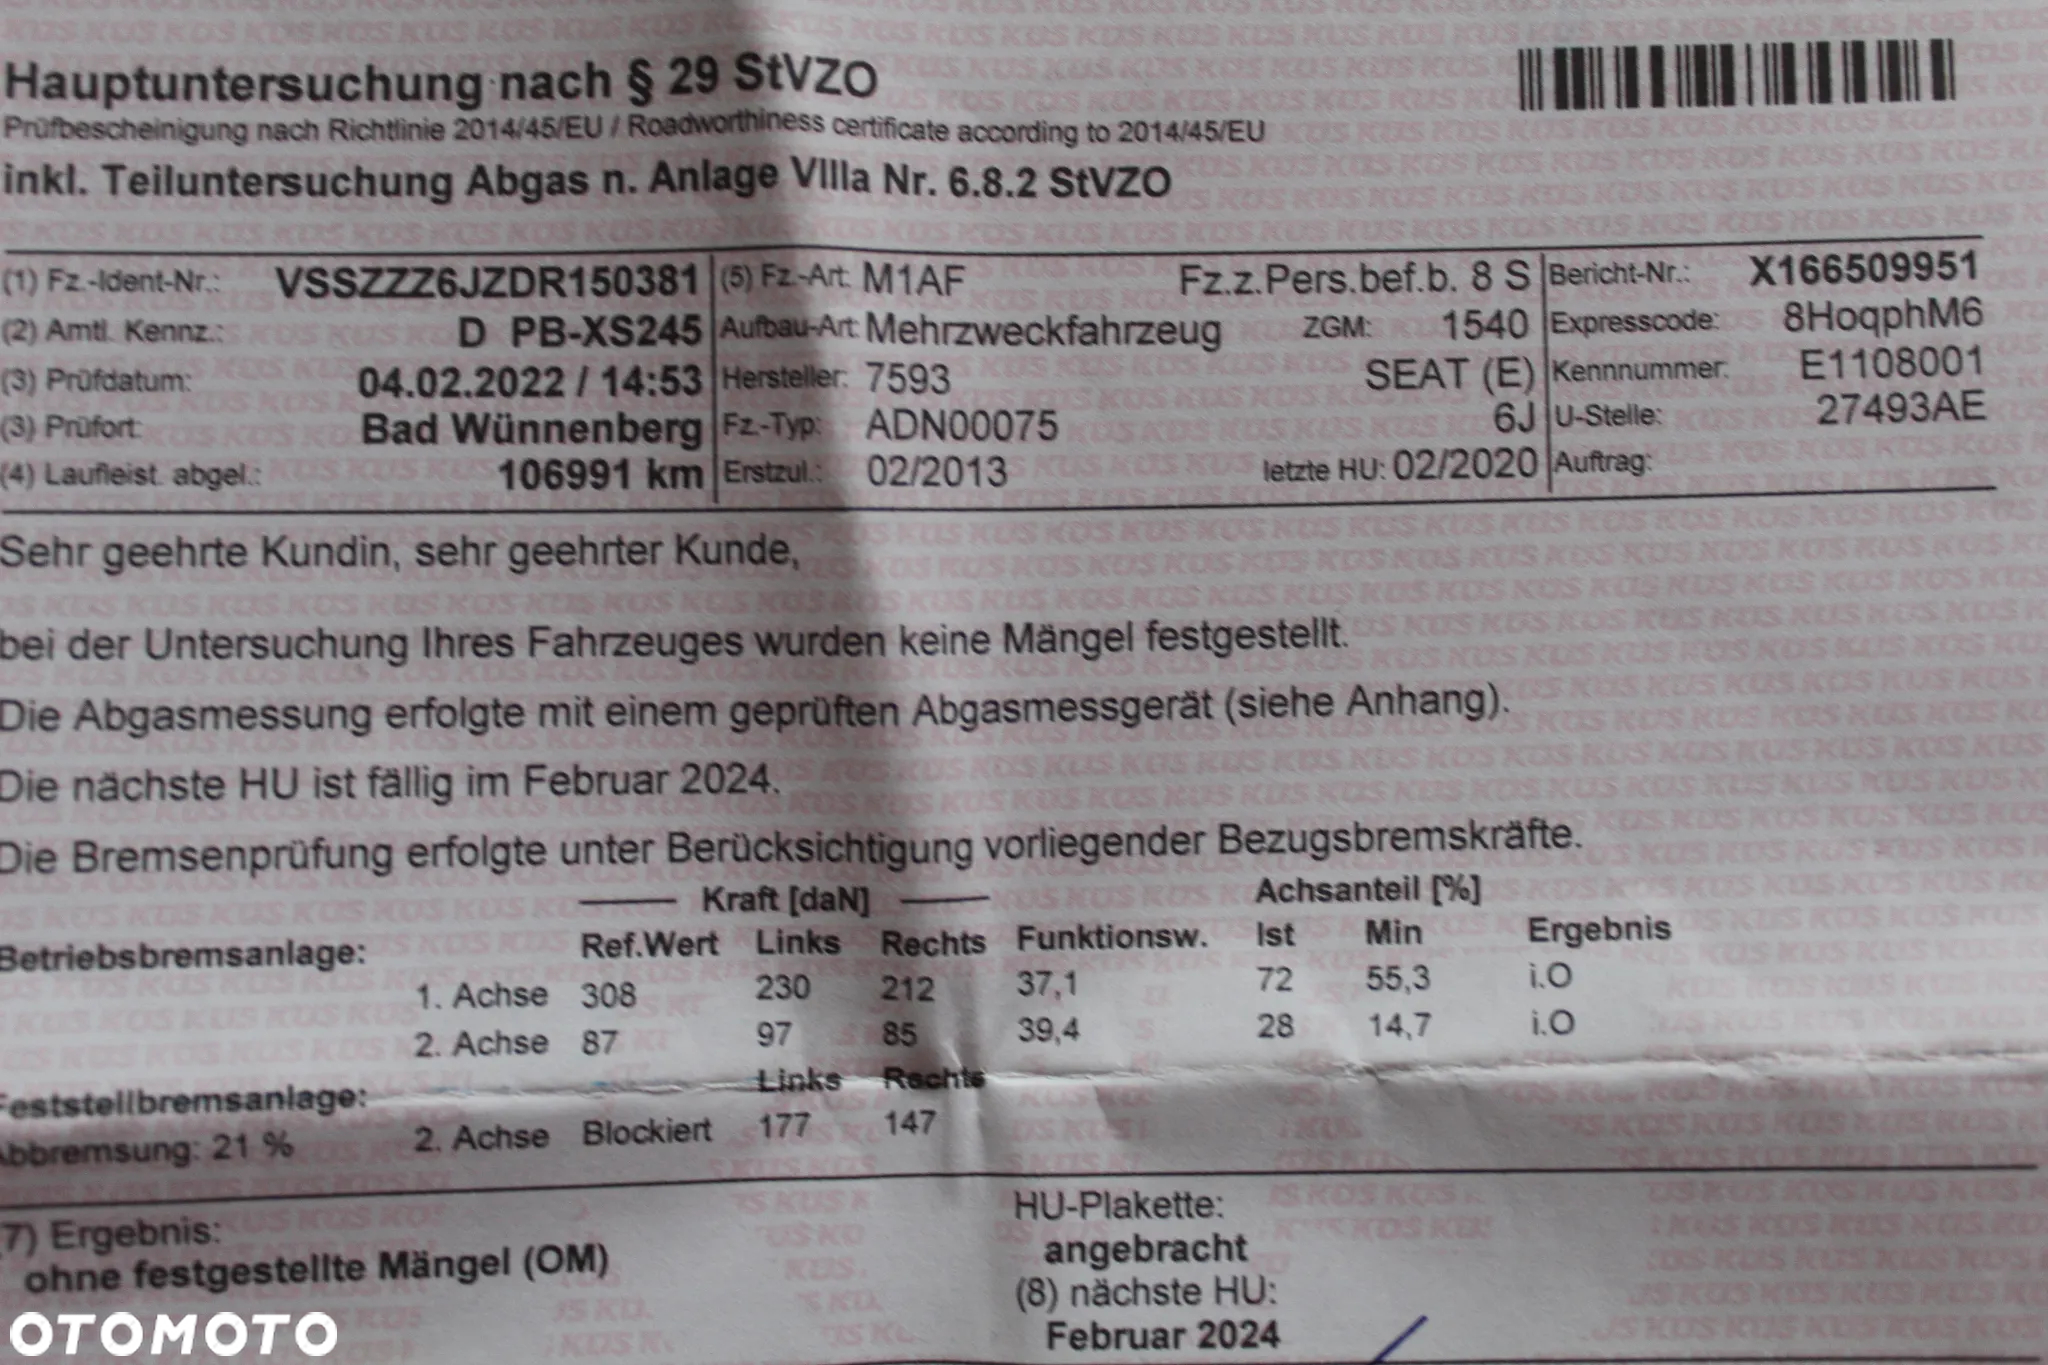 Hauptuntersuchung nach § 29 StVZO
Prüfbescheinigung nach Richtlinie 2014/45/EU / Roadworthiness certificate according to 2014/45/EU
inkl. Teiluntersuchung Abgas n. Anlage VIIIa Nr. 6.8.2 StVZO
(1) Fz.-Ident-Nr.: VSSZZZ6JZDR150381 (5) Fz.-Art: M1AF Fz.z.Pers.bef.b. 8 S Bericht-Nr.: X166509951
(2) Amtl. Kennz.: D PB-XS245 Aufbau-Art: Mehrzweckfahrzeug ZGM: 1540 Expresscode: 8HoqphM6
(3) Prüfdatum: 04.02.2022 / 14:53 Hersteller: 7593 SEAT (E) Kennnummer: E1108001
(3) Prüfort: Bad Wünnenberg Fz.-Typ: ADN00075 6J U-Stelle: 27493AE
(4) Laufleist. abgel.: 106991 km Erstzul.: 02/2013 letzte HU: 02/2020 Auftrag:
Sehr geehrte Kundin, sehr geehrter Kunde,
bei der Untersuchung Ihres Fahrzeuges wurden keine Mängel festgestellt.
Die Abgasmessung erfolgte mit einem geprüften Abgasmessgerät (siehe Anhang).
Die nächste HU ist fällig im Februar 2024.
Die Bremsenprüfung erfolgte unter Berücksichtigung vorliegender Bezugsbremskräfte.
Kraft [daN] Achsanteil [%]
Betriebsbremsanlage: Ref.Wert Links Rechts Funktionsw. Ist Min Ergebnis
1. Achse 308 230 212 37,1 72 55,3 i.O
2. Achse 87 97 85 39,4 28 14,7 i.O
Feststellbremsanlage: Links Rechts
Abbremsung: 21 % 2. Achse Blockiert 177 147
(7) Ergebnis: HU-Plakette:
ohne festgestellte Mängel (OM) angebracht
(8) nächste HU:
Februar 2024
OTOMOTO